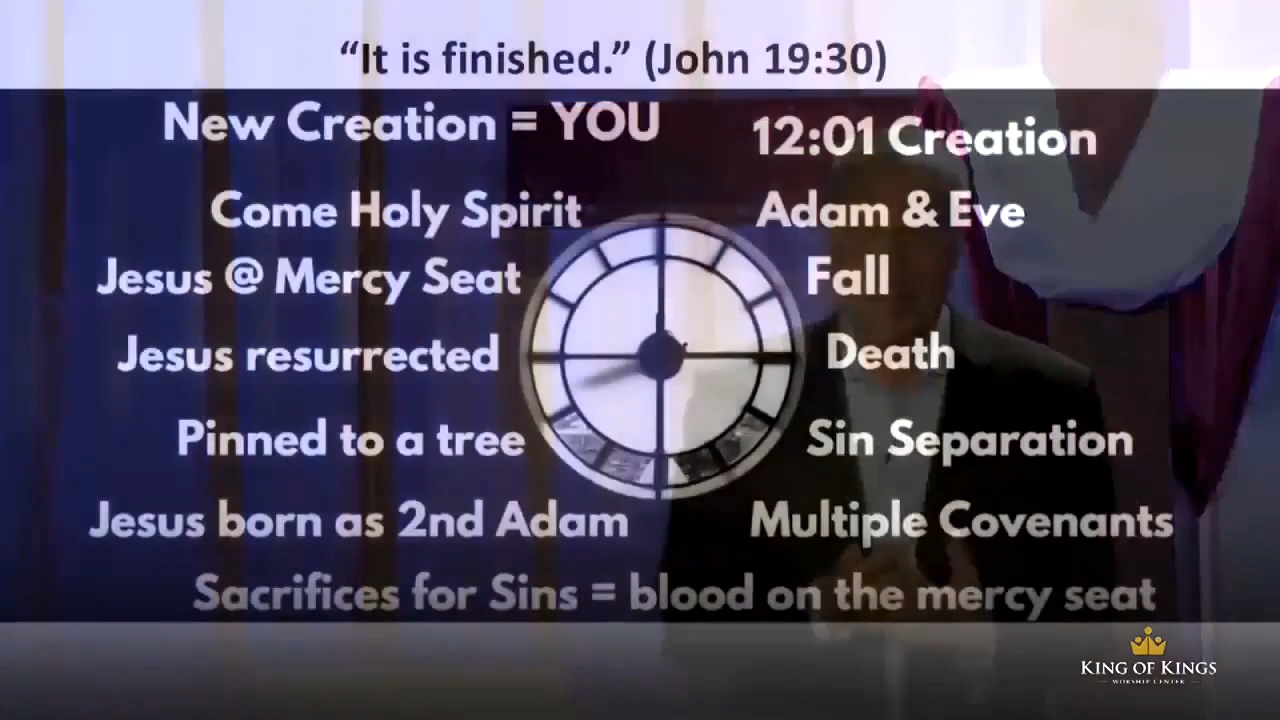 “It is finished.” (John 19:30)
New Creation = YOU
12:01 Creation
Come Holy Spirit
Adam & Eve
Jesus @ Mercy Seat
Fall
Jesus resurrected
Death
Pinned to a tree
Sin Separation
Jesus born as 2nd Adam
Multiple Covenants
Sacrifices for Sins = blood on the mercy seat
KING OF KINGS
WORSHIP CENTER